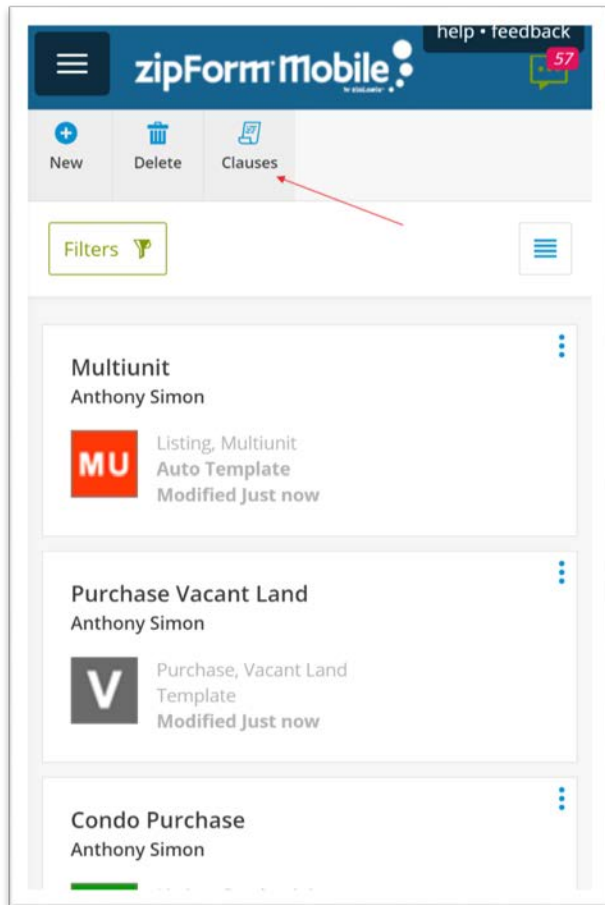 help • feedback
zipForm Mobile
57
New Delete Clauses
Filters
Multiunit
Anthony Simon
MU
Listing, Multiunit
Auto Template
Modified Just now
Purchase Vacant Land
Anthony Simon
V
Purchase, Vacant Land
Template
Modified Just now
Condo Purchase
Anthony Simon